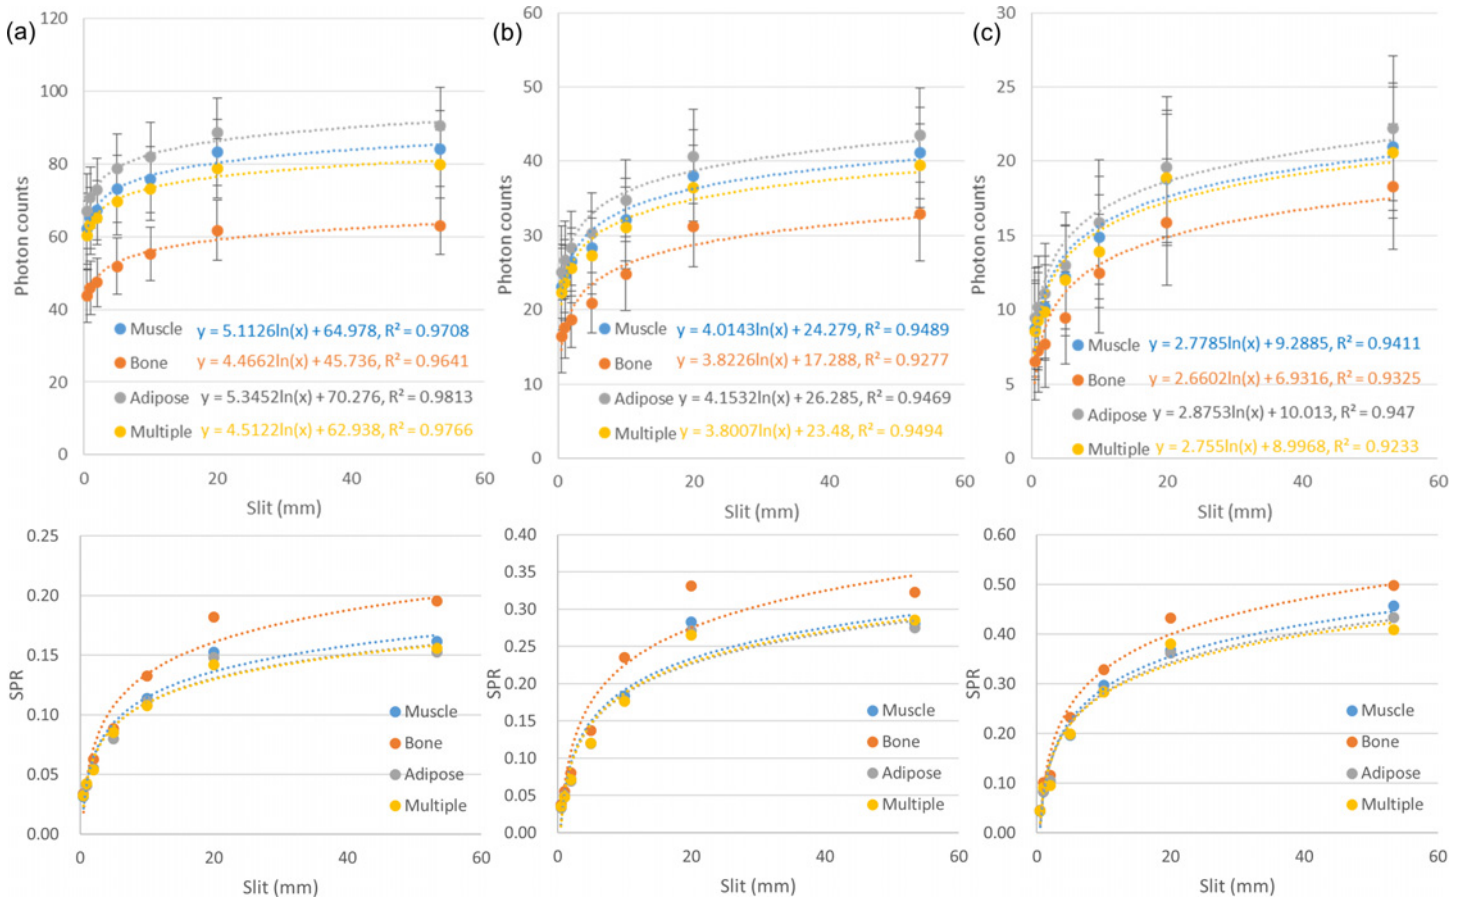 (a)
120
100
80
60
40
20
0
Photon counts
Muscle y = 5.1126ln(x) + 64.978, R² = 0.9708
Bone y = 4.4662ln(x) + 45.736, R² = 0.9641
Adipose y = 5.3452ln(x) + 70.276, R² = 0.9813
Multiple y = 4.5122ln(x) + 62.938, R² = 0.9766
0 20 40 60
Slit (mm)
(b)
60
50
40
30
20
10
0
Photon counts
Muscle y = 4.0143ln(x) + 24.279, R² = 0.9489
Bone y = 3.8226ln(x) + 17.288, R² = 0.9277
Adipose y = 4.1532ln(x) + 26.285, R² = 0.9469
Multiple y = 3.8007ln(x) + 23.48, R² = 0.9494
0 20 40 60
Slit (mm)
(c)
30
25
20
15
10
5
0
Photon counts
Muscle y = 2.7785ln(x) + 9.2885, R² = 0.9411
Bone y = 2.6602ln(x) + 6.9316, R² = 0.9325
Adipose y = 2.8753ln(x) + 10.013, R² = 0.947
Multiple y = 2.755ln(x) + 8.9968, R² = 0.9233
0 20 40 60
Slit (mm)
0.25
0.20
0.15
0.10
0.05
0.00
SPR
Muscle
Bone
Adipose
Multiple
0 20 40 60
Slit (mm)
0.40
0.35
0.30
0.25
0.20
0.15
0.10
0.05
0.00
SPR
Muscle
Bone
Adipose
Multiple
0 20 40 60
Slit (mm)
0.60
0.50
0.40
0.30
0.20
0.10
0.00
SPR
Muscle
Bone
Adipose
Multiple
0 20 40 60
Slit (mm)